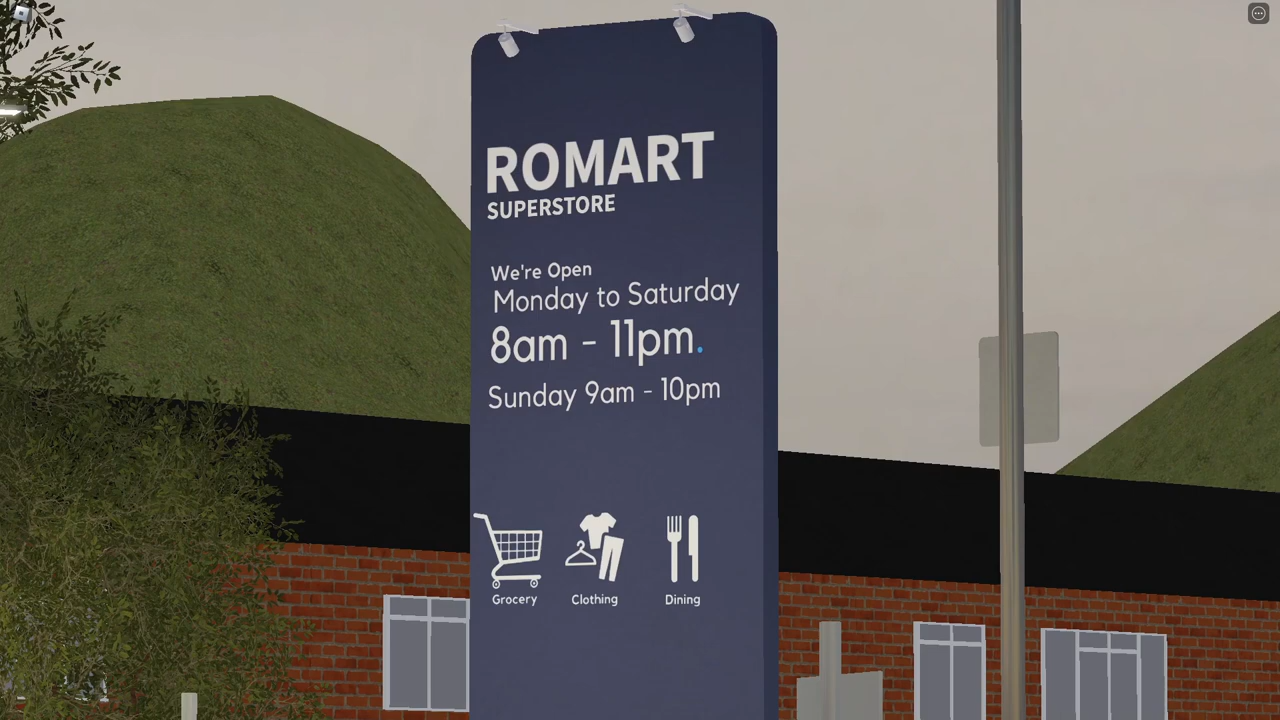 ROMART
SUPERSTORE
We're Open
Monday to Saturday
8am - 11pm.
Sunday 9am - 10pm
Grocery Clothing Dining